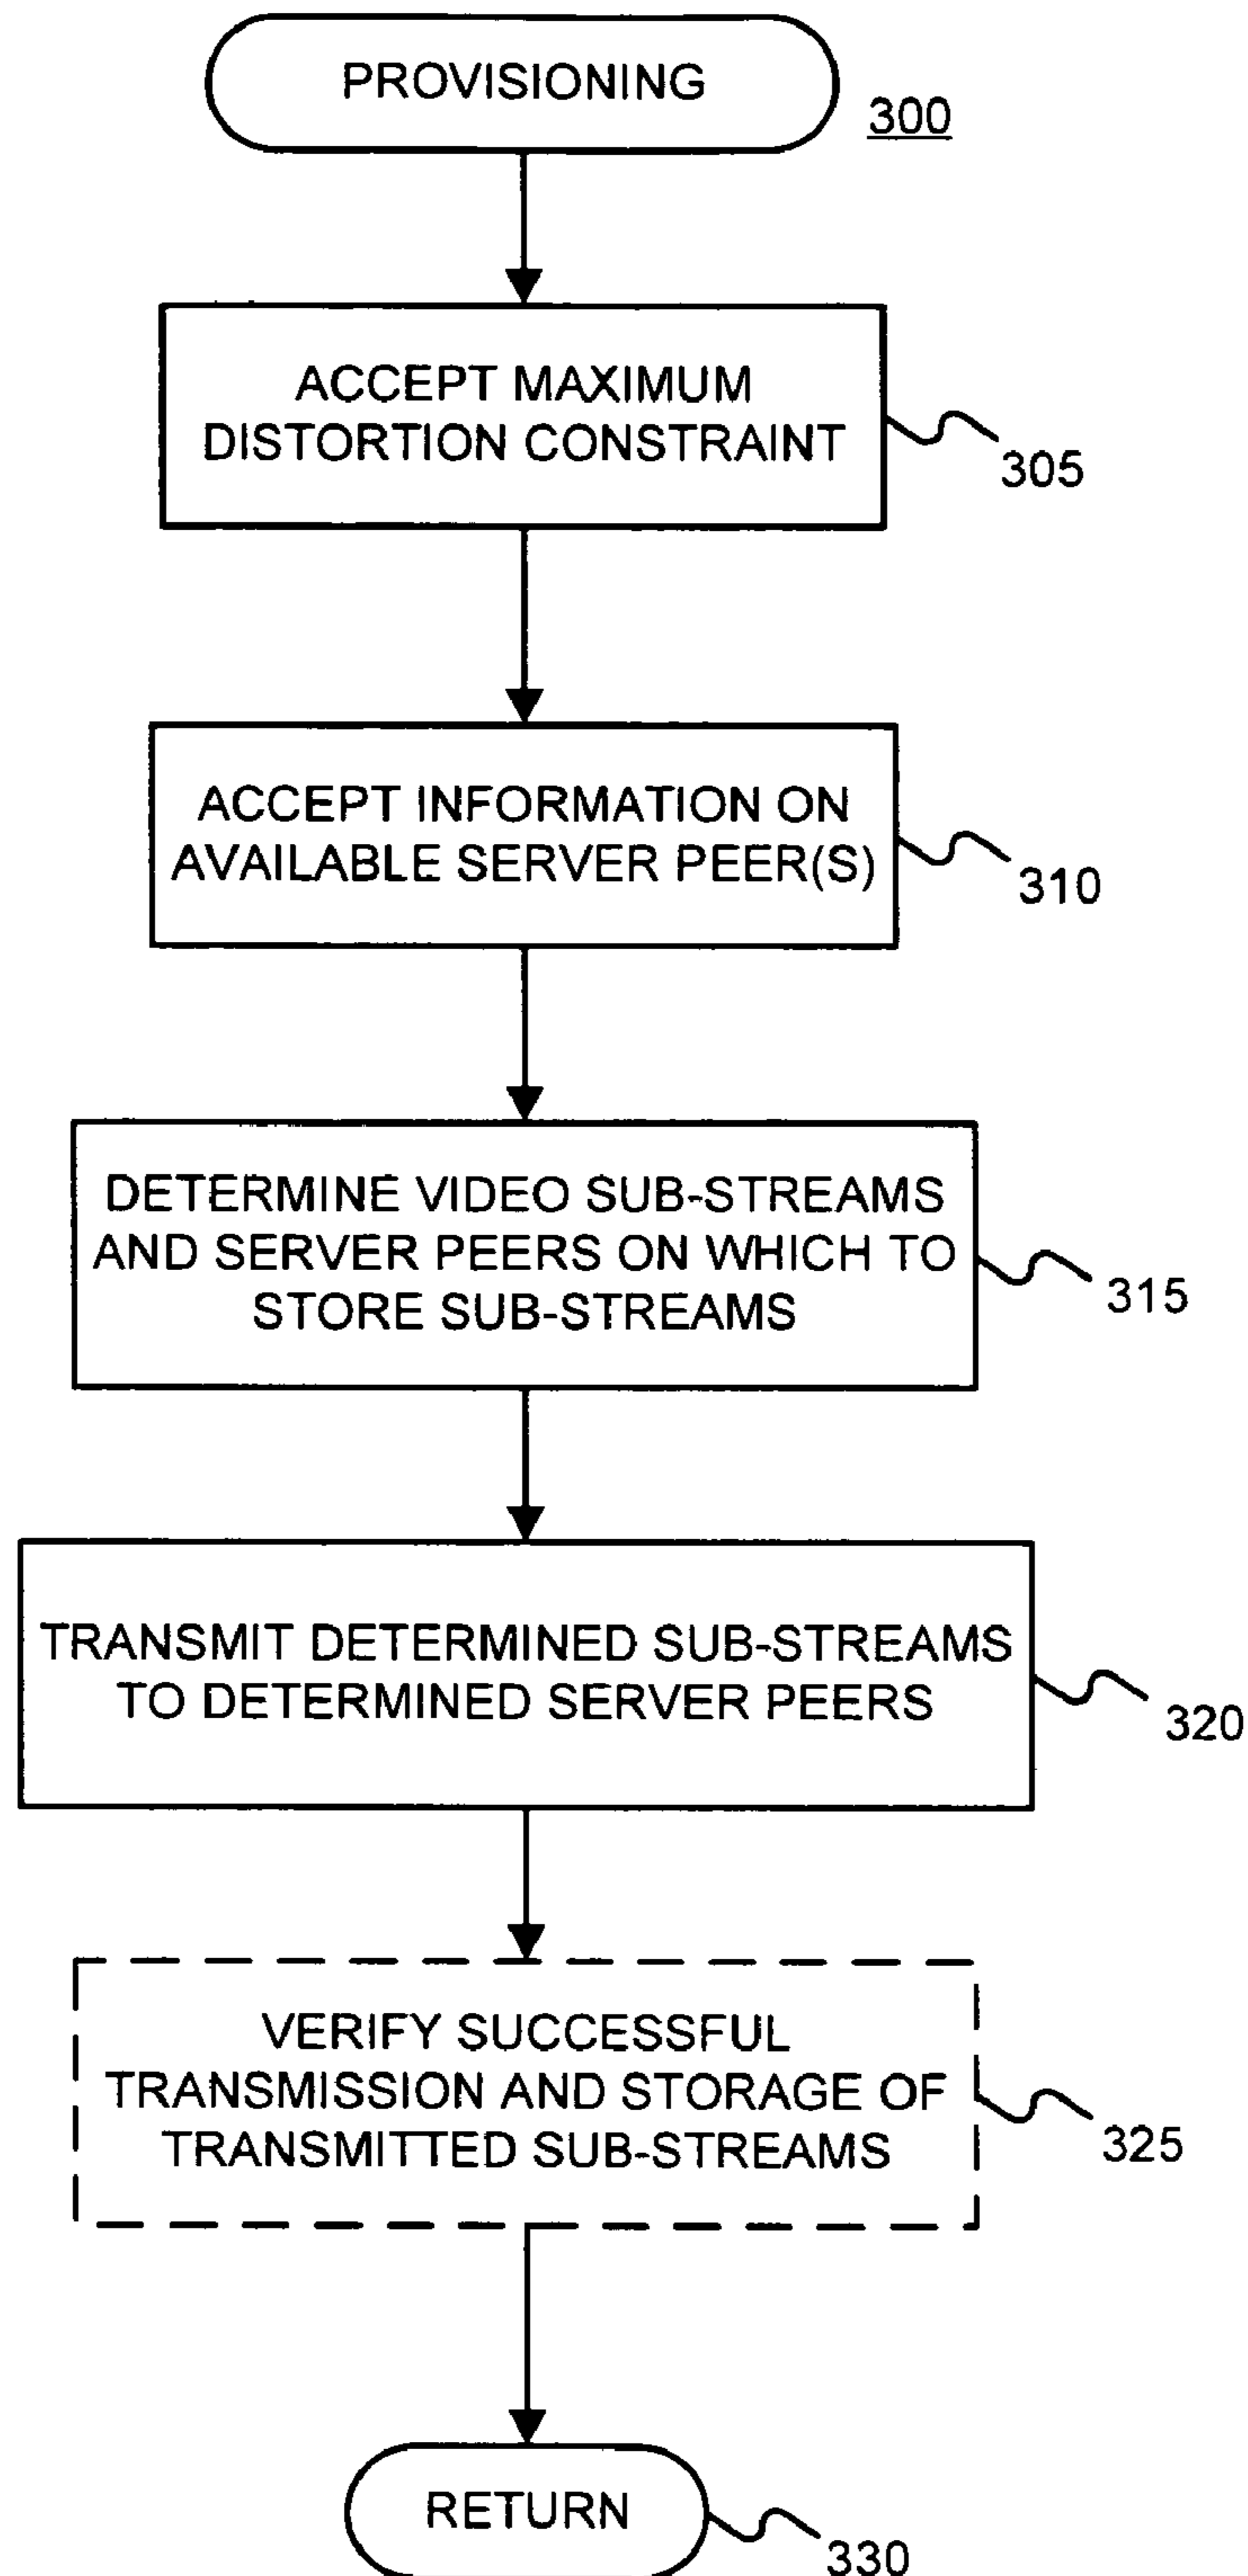 PROVISIONING
300
ACCEPT MAXIMUM
DISTORTION CONSTRAINT
305
ACCEPT INFORMATION ON
AVAILABLE SERVER PEER(S)
310
DETERMINE VIDEO SUB-STREAMS
AND SERVER PEERS ON WHICH TO
STORE SUB-STREAMS
315
TRANSMIT DETERMINED SUB-STREAMS
TO DETERMINED SERVER PEERS
320
VERIFY SUCCESSFUL
TRANSMISSION AND STORAGE OF
TRANSMITTED SUB-STREAMS
325
RETURN
330